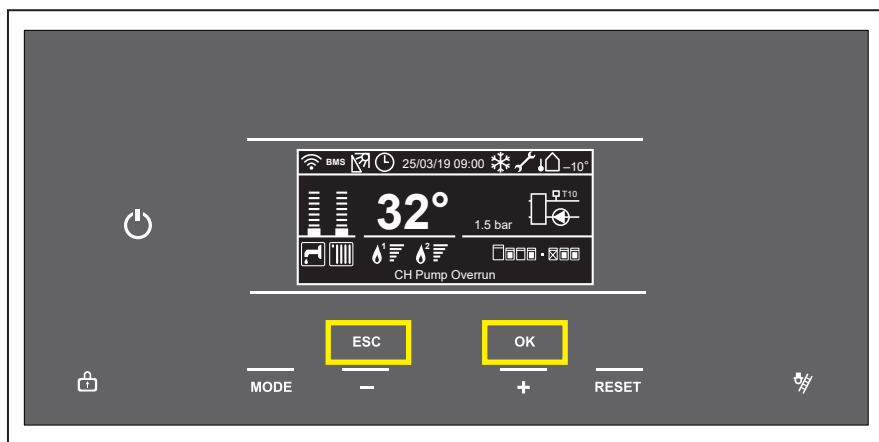 BMS 25/03/19 09:00 –10°
32° 1.5 bar T10
1 2
CH Pump Overrun
ESC OK
MODE – + RESET